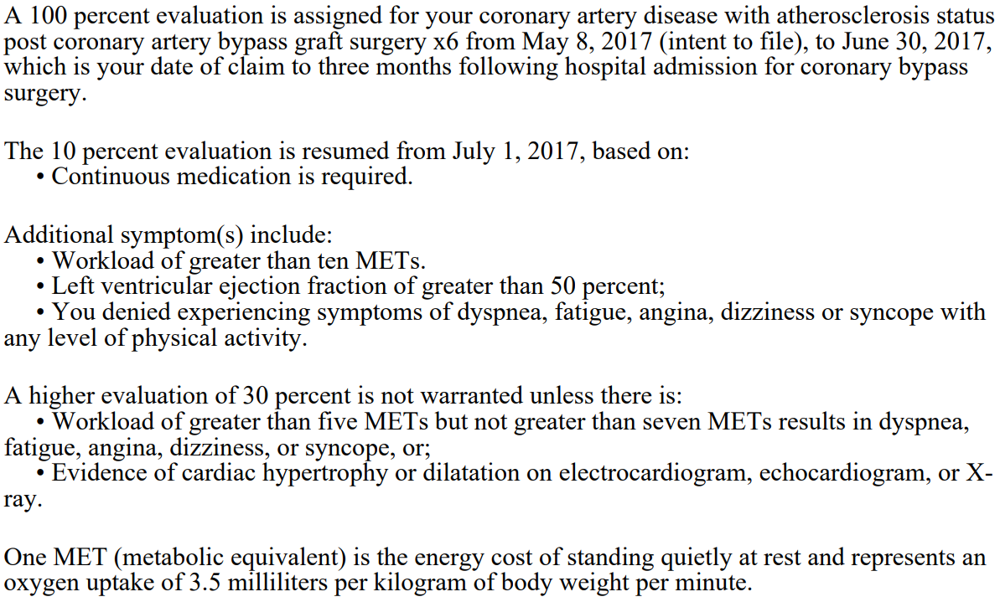 A 100 percent evaluation is assigned for your coronary artery disease with atherosclerosis status
post coronary artery bypass graft surgery x6 from May 8, 2017 (intent to file), to June 30, 2017,
which is your date of claim to three months following hospital admission for coronary bypass
surgery.
The 10 percent evaluation is resumed from July 1, 2017, based on:
• Continuous medication is required.
Additional symptom(s) include:
• Workload of greater than ten METs.
• Left ventricular ejection fraction of greater than 50 percent;
• You denied experiencing symptoms of dyspnea, fatigue, angina, dizziness or syncope with
any level of physical activity.
A higher evaluation of 30 percent is not warranted unless there is:
• Workload of greater than five METs but not greater than seven METs results in dyspnea,
fatigue, angina, dizziness, or syncope, or;
• Evidence of cardiac hypertrophy or dilatation on electrocardiogram, echocardiogram, or X-
ray.
One MET (metabolic equivalent) is the energy cost of standing quietly at rest and represents an
oxygen uptake of 3.5 milliliters per kilogram of body weight per minute.